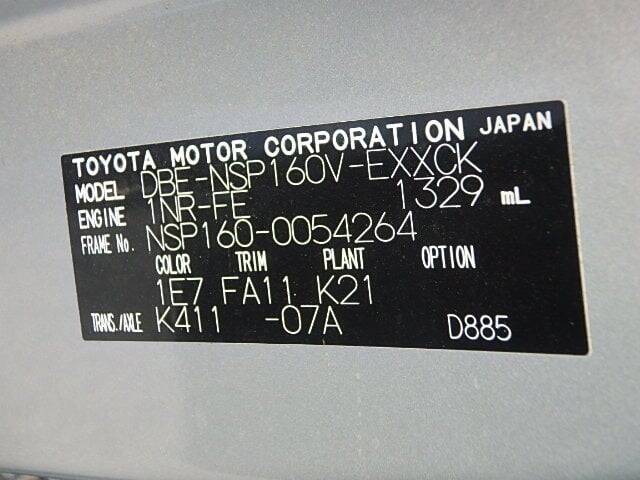 TOYOTA MOTOR CORPORATION JAPAN
MODEL DBE-NSP160V-EXXCK
ENGINE 1NR-FE 1329 mL
FRAME No. NSP160-0054264
COLOR TRIM PLANT OPTION
1E7 FA11 K21
TRANS./AXLE K411 -07A D885